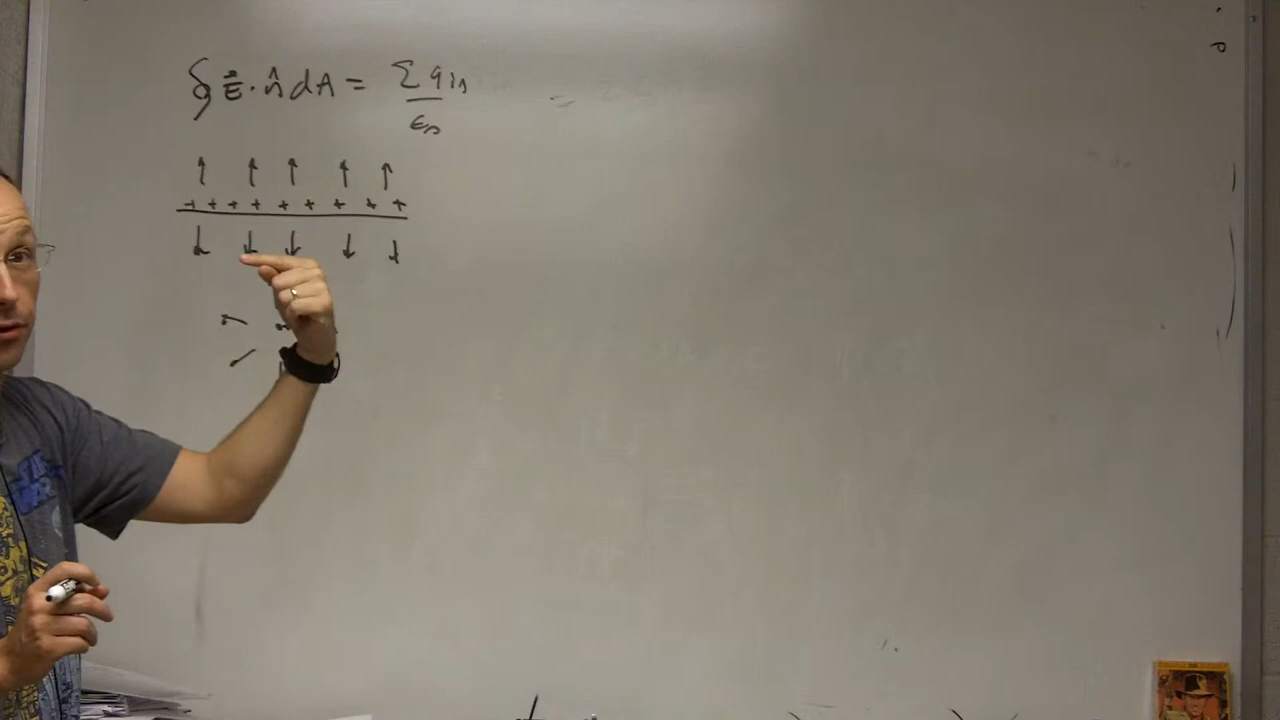 ∮ E⃗ · n̂ dA = Σ qin / ε₀
+ + + + + + + + +